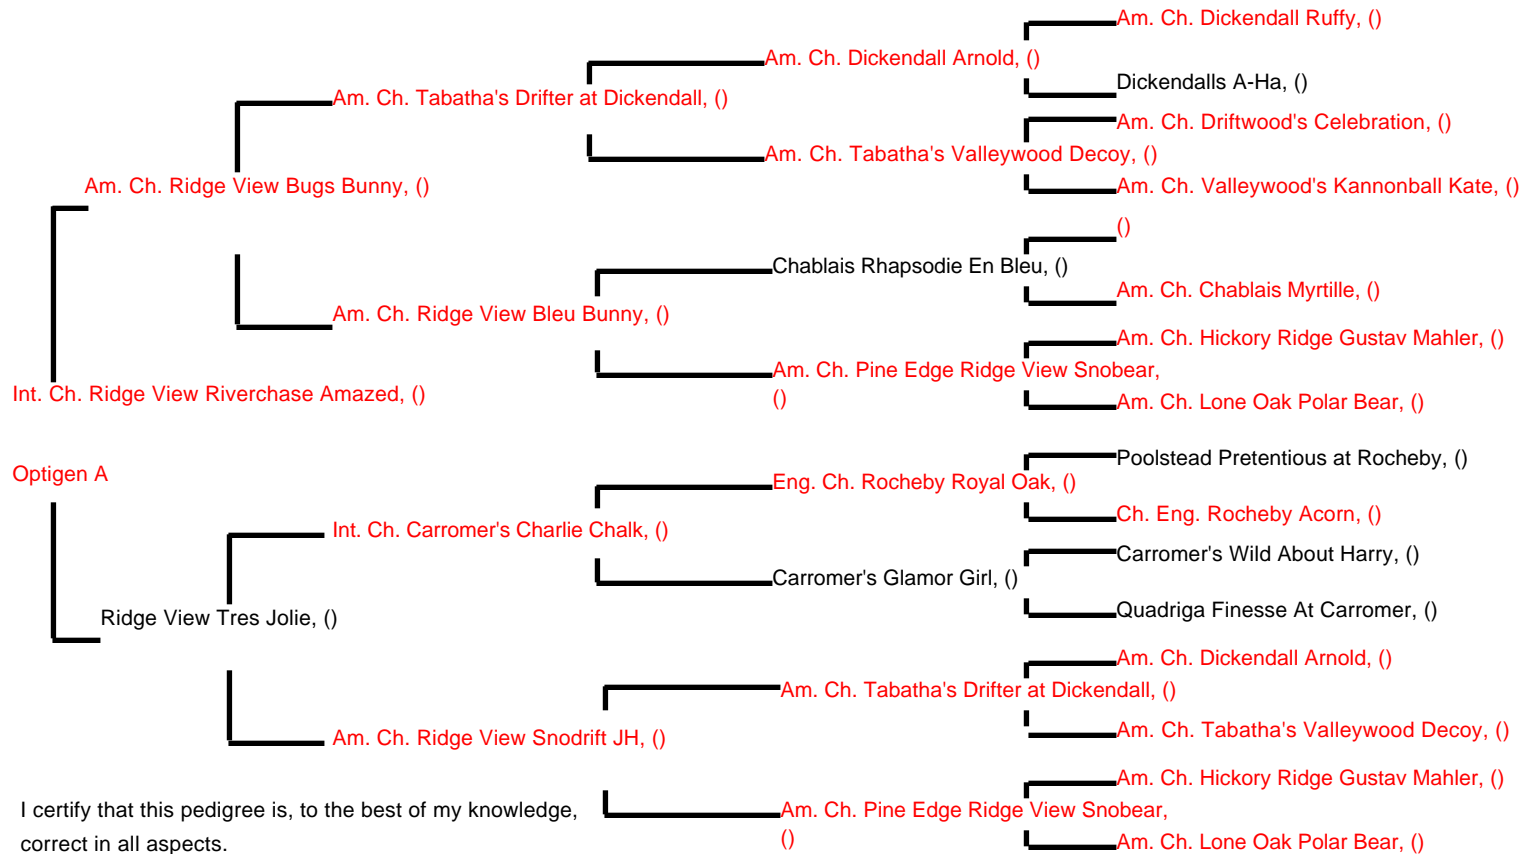 Am. Ch. Dickendall Ruffy, ()
Am. Ch. Dickendall Arnold, ()
Dickendalls A-Ha, ()
Am. Ch. Tabatha's Drifter at Dickendall, ()
Am. Ch. Driftwood's Celebration, ()
Am. Ch. Tabatha's Valleywood Decoy, ()
Am. Ch. Valleywood's Kannonball Kate, ()
Am. Ch. Ridge View Bugs Bunny, ()
()
Chablais Rhapsodie En Bleu, ()
Am. Ch. Chablais Myrtille, ()
Am. Ch. Ridge View Bleu Bunny, ()
Am. Ch. Hickory Ridge Gustav Mahler, ()
Am. Ch. Pine Edge Ridge View Snobear,
()
Am. Ch. Lone Oak Polar Bear, ()
Int. Ch. Ridge View Riverchase Amazed, ()
Optigen A
Poolstead Pretentious at Rocheby, ()
Eng. Ch. Rocheby Royal Oak, ()
Ch. Eng. Rocheby Acorn, ()
Int. Ch. Carromer's Charlie Chalk, ()
Carromer's Wild About Harry, ()
Carromer's Glamor Girl, ()
Quadriga Finesse At Carromer, ()
Ridge View Tres Jolie, ()
Am. Ch. Dickendall Arnold, ()
Am. Ch. Tabatha's Drifter at Dickendall, ()
Am. Ch. Tabatha's Valleywood Decoy, ()
Am. Ch. Ridge View Snodrift JH, ()
Am. Ch. Hickory Ridge Gustav Mahler, ()
Am. Ch. Pine Edge Ridge View Snobear,
()
Am. Ch. Lone Oak Polar Bear, ()
I certify that this pedigree is, to the best of my knowledge,
correct in all aspects.